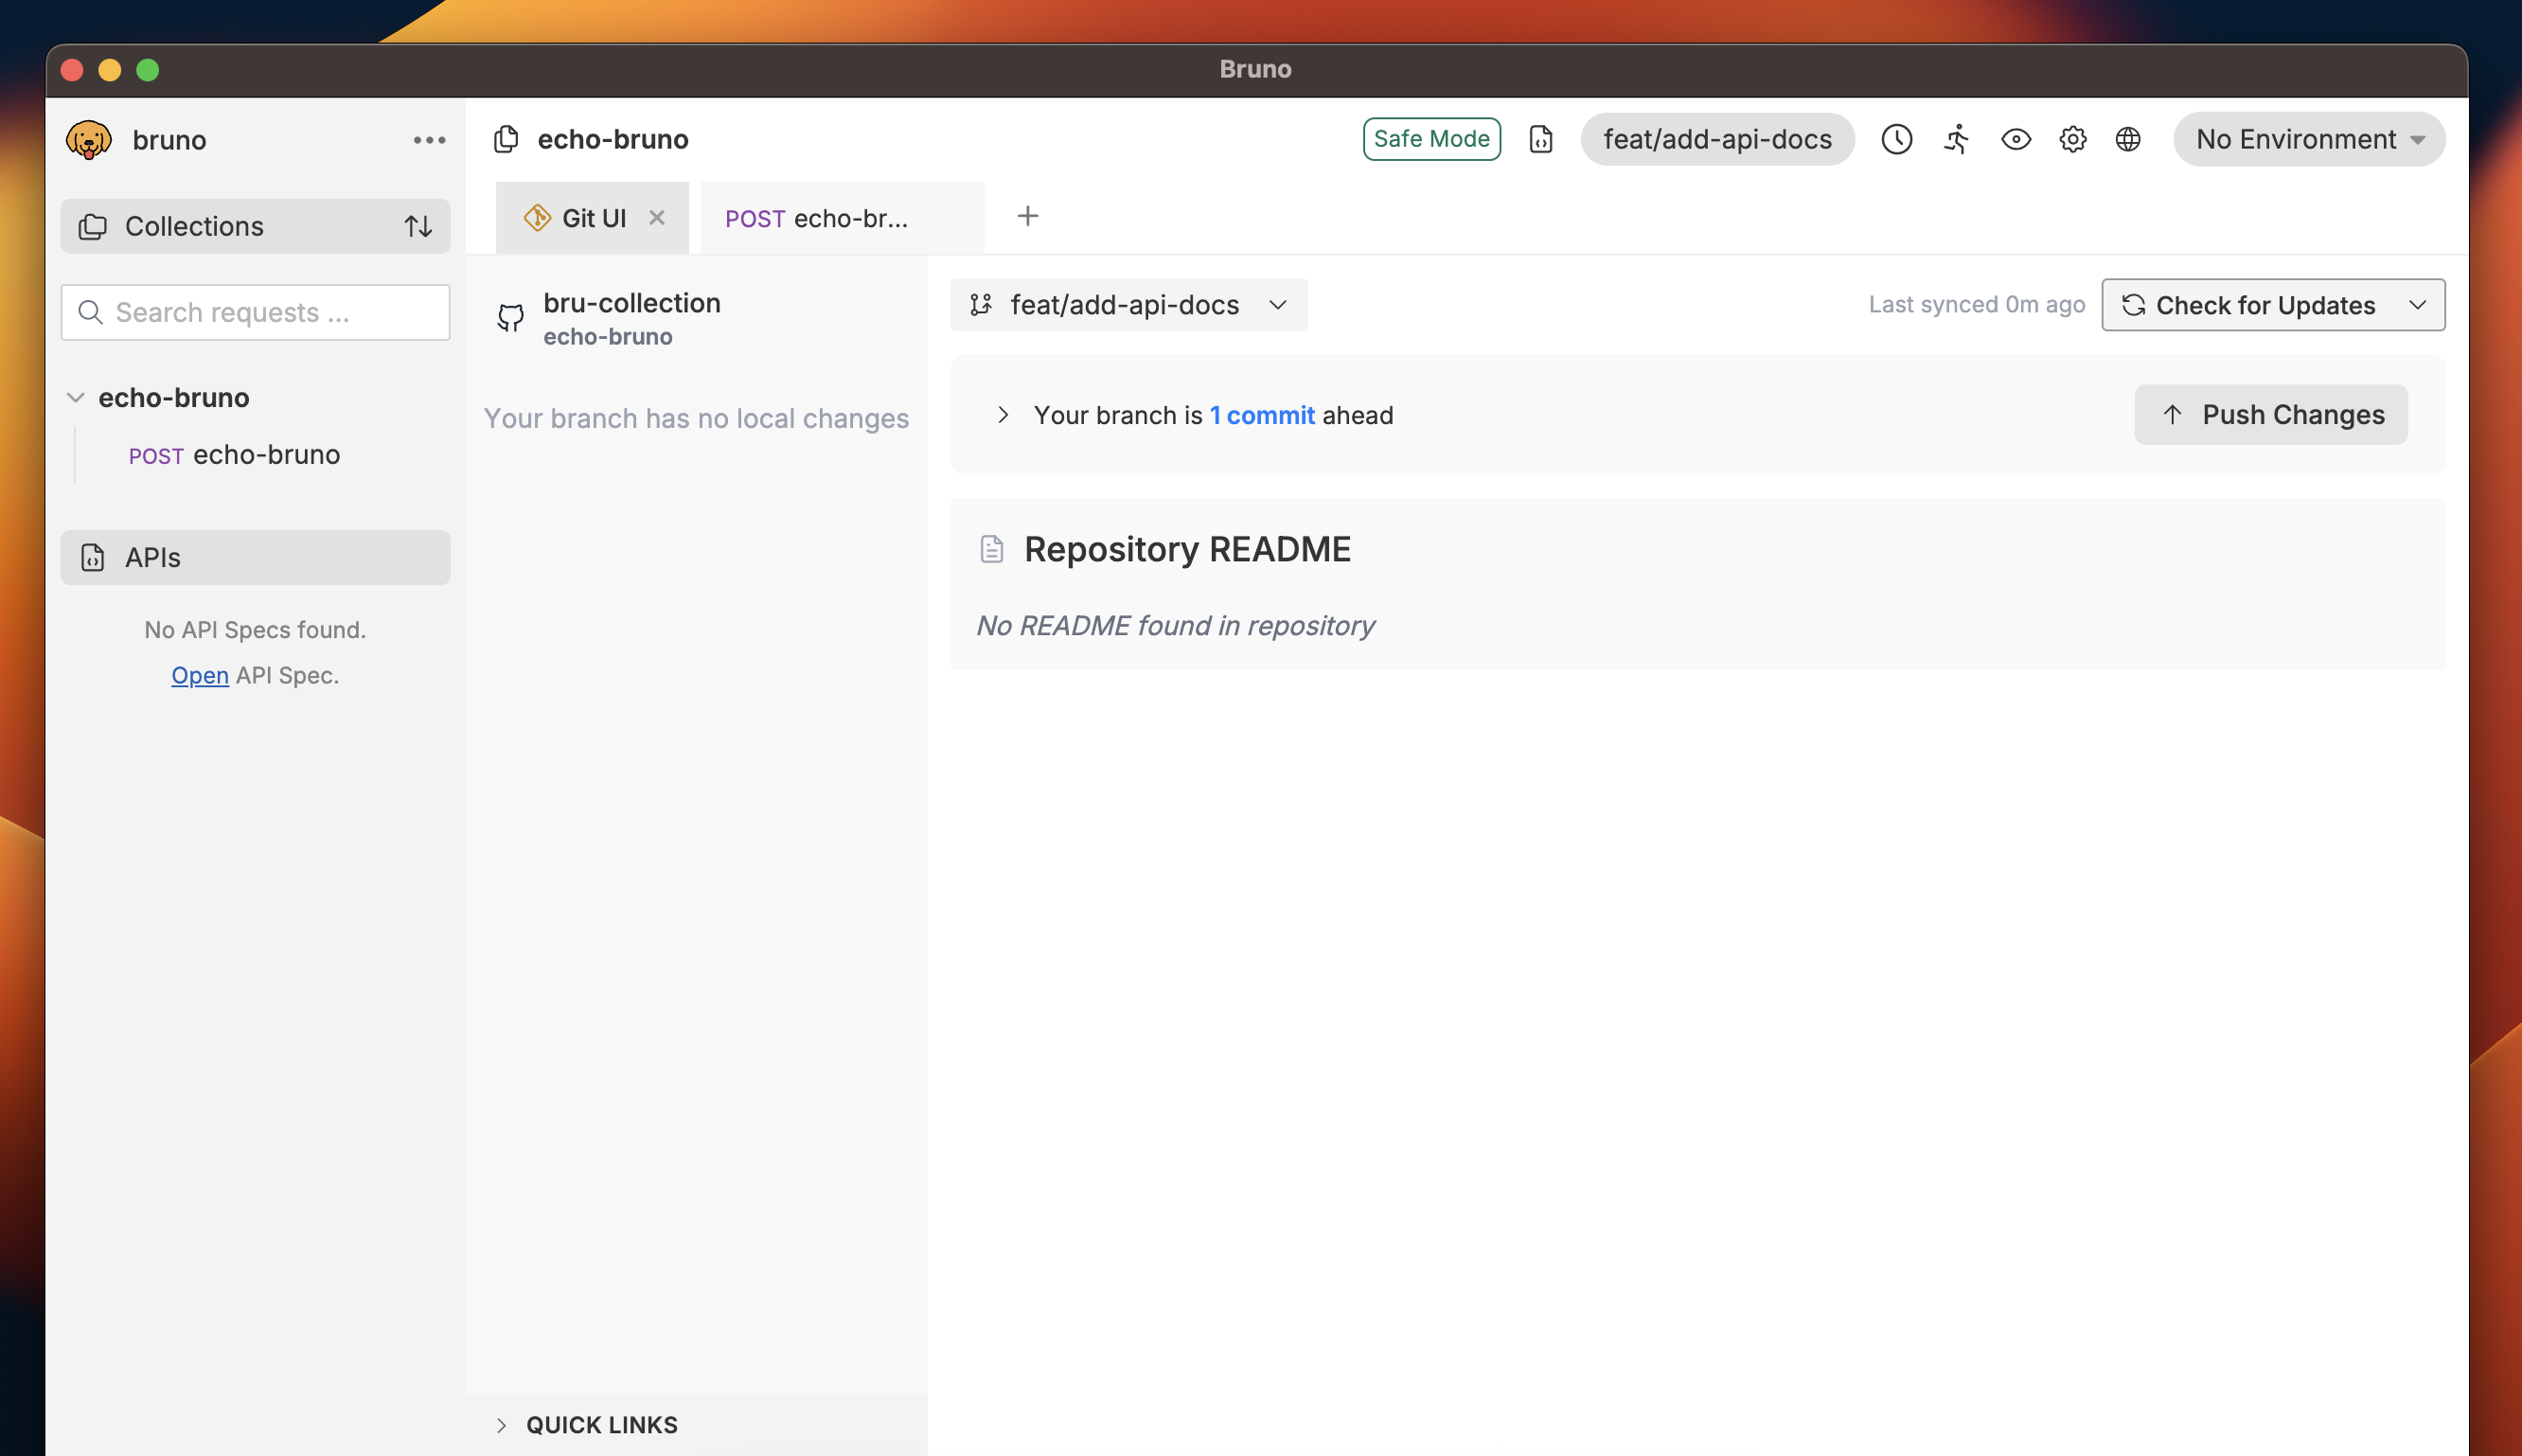 Bruno
bruno
echo-bruno
Safe Mode
feat/add-api-docs
No Environment
Collections
Git UI
POST echo-br...
Search requests ...
bru-collection
echo-bruno
feat/add-api-docs
Last synced 0m ago
Check for Updates
echo-bruno
POST echo-bruno
Your branch has no local changes
Your branch is 1 commit ahead
Push Changes
APIs
No API Specs found.
Open API Spec.
Repository README
No README found in repository
QUICK LINKS